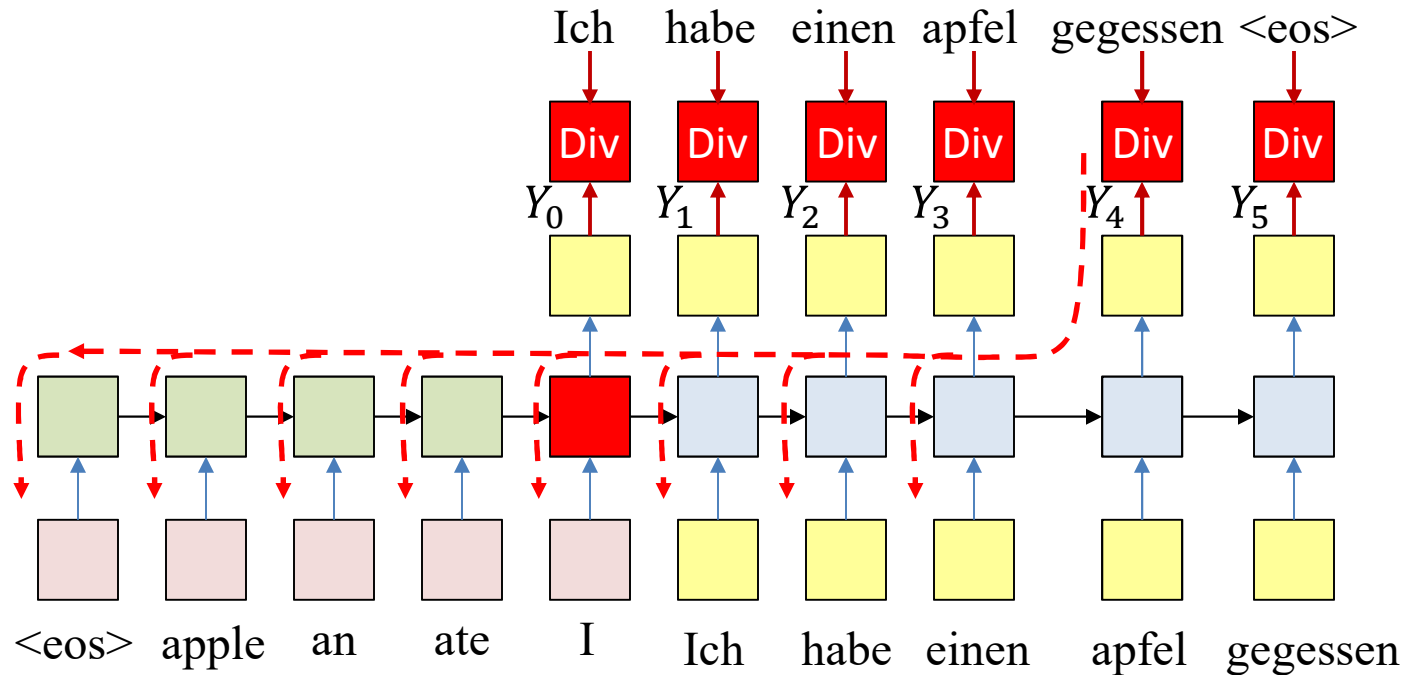 Ich habe einen apfel gegessen <eos>
Div Div Div Div Div Div
Y₀ Y₁ Y₂ Y₃ Y₄ Y₅
<eos> apple an ate I Ich habe einen apfel gegessen